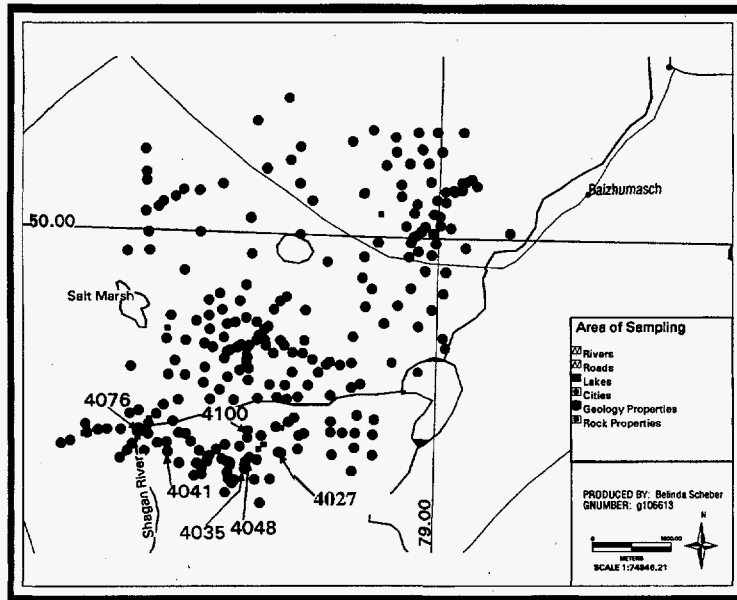 Baizhumasch
50.00
Salt Marsh
4076
4100
4041
4035
4048
4027
Shagan River
79.00
Area of Sampling
Rivers
Roads
Lakes
Cities
Geology Properties
Rock Properties
PRODUCED BY: Belinda Scheber
GNUMBER: g106613
N
METERS
SCALE 1:74846.21